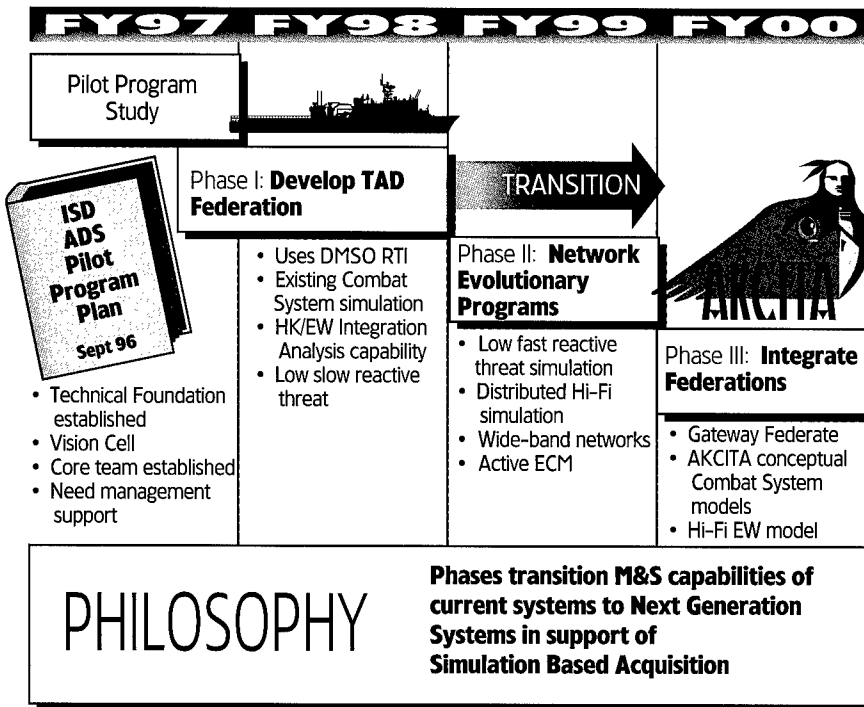 FY97 FY98 FY99 FY00
Pilot Program
Study
ISD
ADS
Pilot
Program
Plan
Sept 96
• Technical Foundation
established
• Vision Cell
• Core team established
• Need management
support
Phase I: Develop TAD
Federation
• Uses DMSO RTI
• Existing Combat
System simulation
• HK/EW Integration
Analysis capability
• Low slow reactive
threat
TRANSITION
Phase II: Network
Evolutionary
Programs
• Low fast reactive
threat simulation
• Distributed Hi-Fi
simulation
• Wide-band networks
• Active ECM
AKCITA
Phase III: Integrate
Federations
• Gateway Federate
• AKCITA conceptual
Combat System
models
• Hi-Fi EW model
PHILOSOPHY
Phases transition M&S capabilities of
current systems to Next Generation
Systems in support of
Simulation Based Acquisition